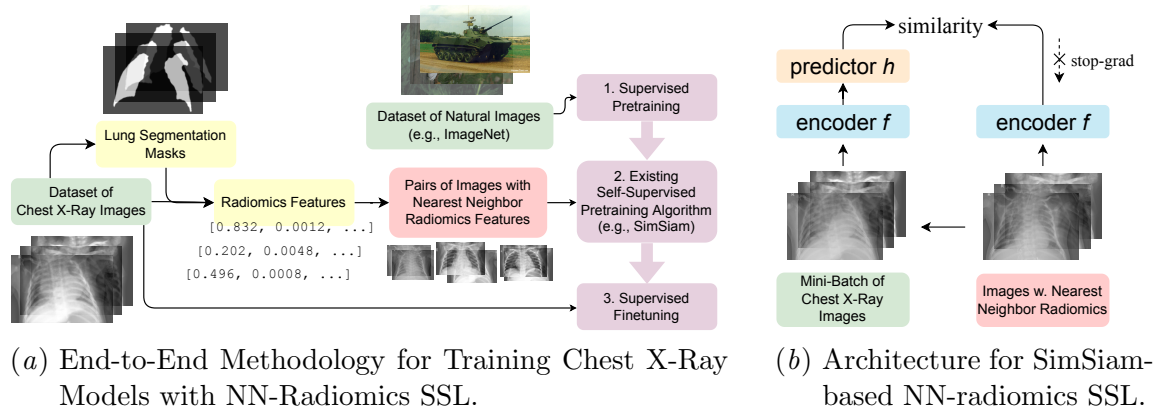 Lung Segmentation
Masks
Dataset of
Chest X-Ray Images
Radiomics Features
[0.832, 0.0012, ...]
[0.202, 0.0048, ...]
[0.496, 0.0008, ...]
Dataset of Natural Images
(e.g., ImageNet)
Pairs of Images with
Nearest Neighbor
Radiomics Features
1. Supervised
Pretraining
2. Existing
Self-Supervised
Pretraining Algorithm
(e.g., SimSiam)
3. Supervised
Finetuning
(a) End-to-End Methodology for Training Chest X-Ray
Models with NN-Radiomics SSL.
similarity
predictor h
stop-grad
encoder f
encoder f
Mini-Batch of
Chest X-Ray
Images
Images w. Nearest
Neighbor Radiomics
(b) Architecture for SimSiam-
based NN-radiomics SSL.